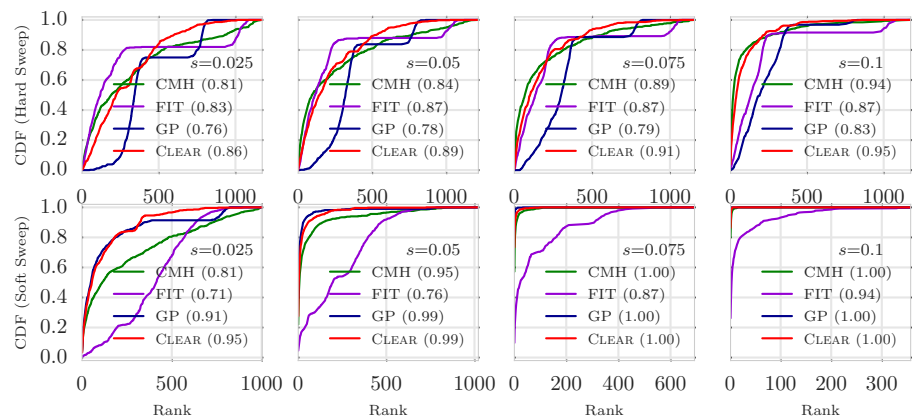 CDF (Hard Sweep)
1.0
0.8
0.6
0.4
0.2
0.0
s=0.025
CMH (0.81)
FIT (0.83)
GP (0.76)
CLEAR (0.86)
0 500 1000
s=0.05
CMH (0.84)
FIT (0.87)
GP (0.78)
CLEAR (0.89)
0 500 1000
s=0.075
CMH (0.89)
FIT (0.87)
GP (0.79)
CLEAR (0.91)
0 500 1000
s=0.1
CMH (0.94)
FIT (0.87)
GP (0.83)
CLEAR (0.95)
0 500 1000
CDF (Soft Sweep)
1.0
0.8
0.6
0.4
0.2
0.0
s=0.025
CMH (0.81)
FIT (0.71)
GP (0.91)
CLEAR (0.95)
0 500 1000
Rank
s=0.05
CMH (0.95)
FIT (0.76)
GP (0.99)
CLEAR (0.99)
0 500 1000
Rank
s=0.075
CMH (1.00)
FIT (0.87)
GP (1.00)
CLEAR (1.00)
0 200 400 600
Rank
s=0.1
CMH (1.00)
FIT (0.94)
GP (1.00)
CLEAR (1.00)
0 100 200 300
Rank